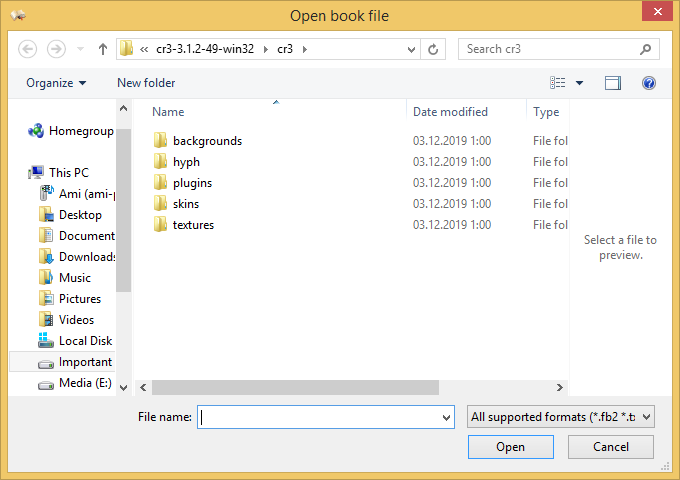 Open book file
« cr3-3.1.2-49-win32 cr3
Search cr3
Organize New folder
Name Date modified Type
Homegroup
This PC
Ami (ami-p
Desktop
Document
Downloads
Music
Pictures
Videos
Local Disk
Important
Media (E:)
backgrounds 03.12.2019 1:00 File fol
hyph 03.12.2019 1:00 File fol
plugins 03.12.2019 1:00 File fol
skins 03.12.2019 1:00 File fol
textures 03.12.2019 1:00 File fol
Select a file to
preview.
File name: All supported formats (*.fb2 *.tx
Open Cancel